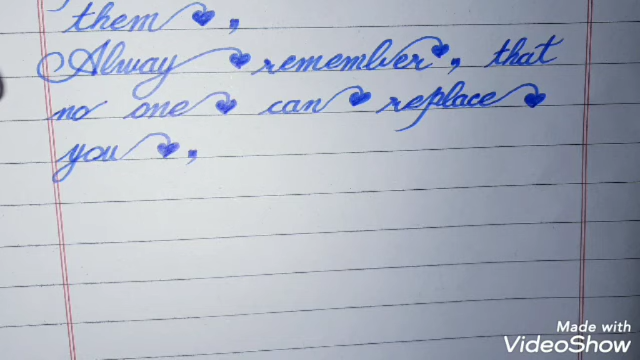 them ,
Alway remember , that
no one can replace
you ,
Made with
VideoShow